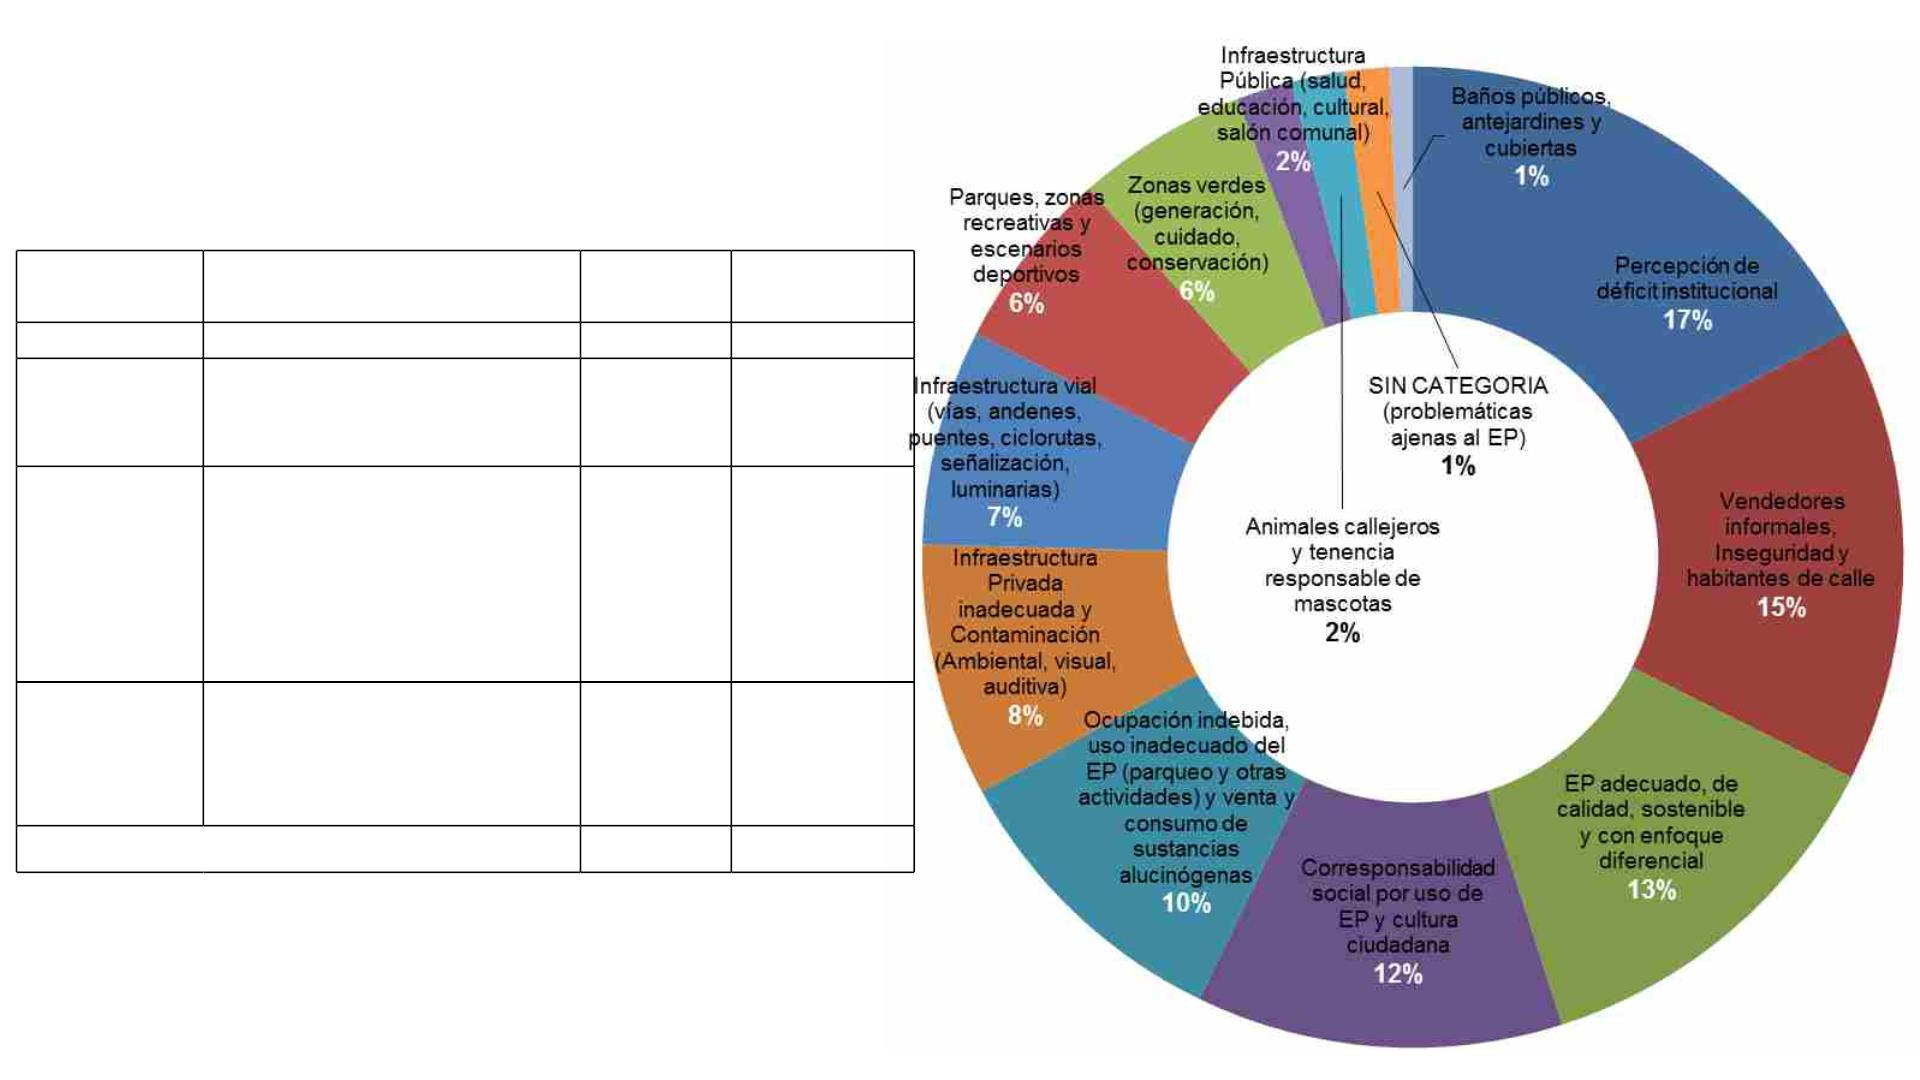 Infraestructura
Pública (salud,
educación, cultural,
salón comunal)
2%
Baños públicos,
antejardines y
cubiertas
1%
Percepción de
déficit institucional
17%
Vendedores
informales,
Inseguridad y
habitantes de calle
15%
EP adecuado, de
calidad, sostenible
y con enfoque
diferencial
13%
Corresponsabilidad
social por uso de
EP y cultura
ciudadana
12%
Ocupación indebida,
uso inadecuado del
EP (parqueo y otras
actividades) y venta y
consumo de
sustancias
alucinógenas
10%
Infraestructura
Privada
inadecuada y
Contaminación
(Ambiental, visual,
auditiva)
8%
Infraestructura vial
(vías, andenes,
puentes, ciclorutas,
señalización,
luminarias)
7%
Parques, zonas
recreativas y
escenarios
deportivos
6%
Zonas verdes
(generación,
cuidado,
conservación)
6%
SIN CATEGORIA
(problemáticas
ajenas al EP)
1%
Animales callejeros
y tenencia
responsable de
mascotas
2%